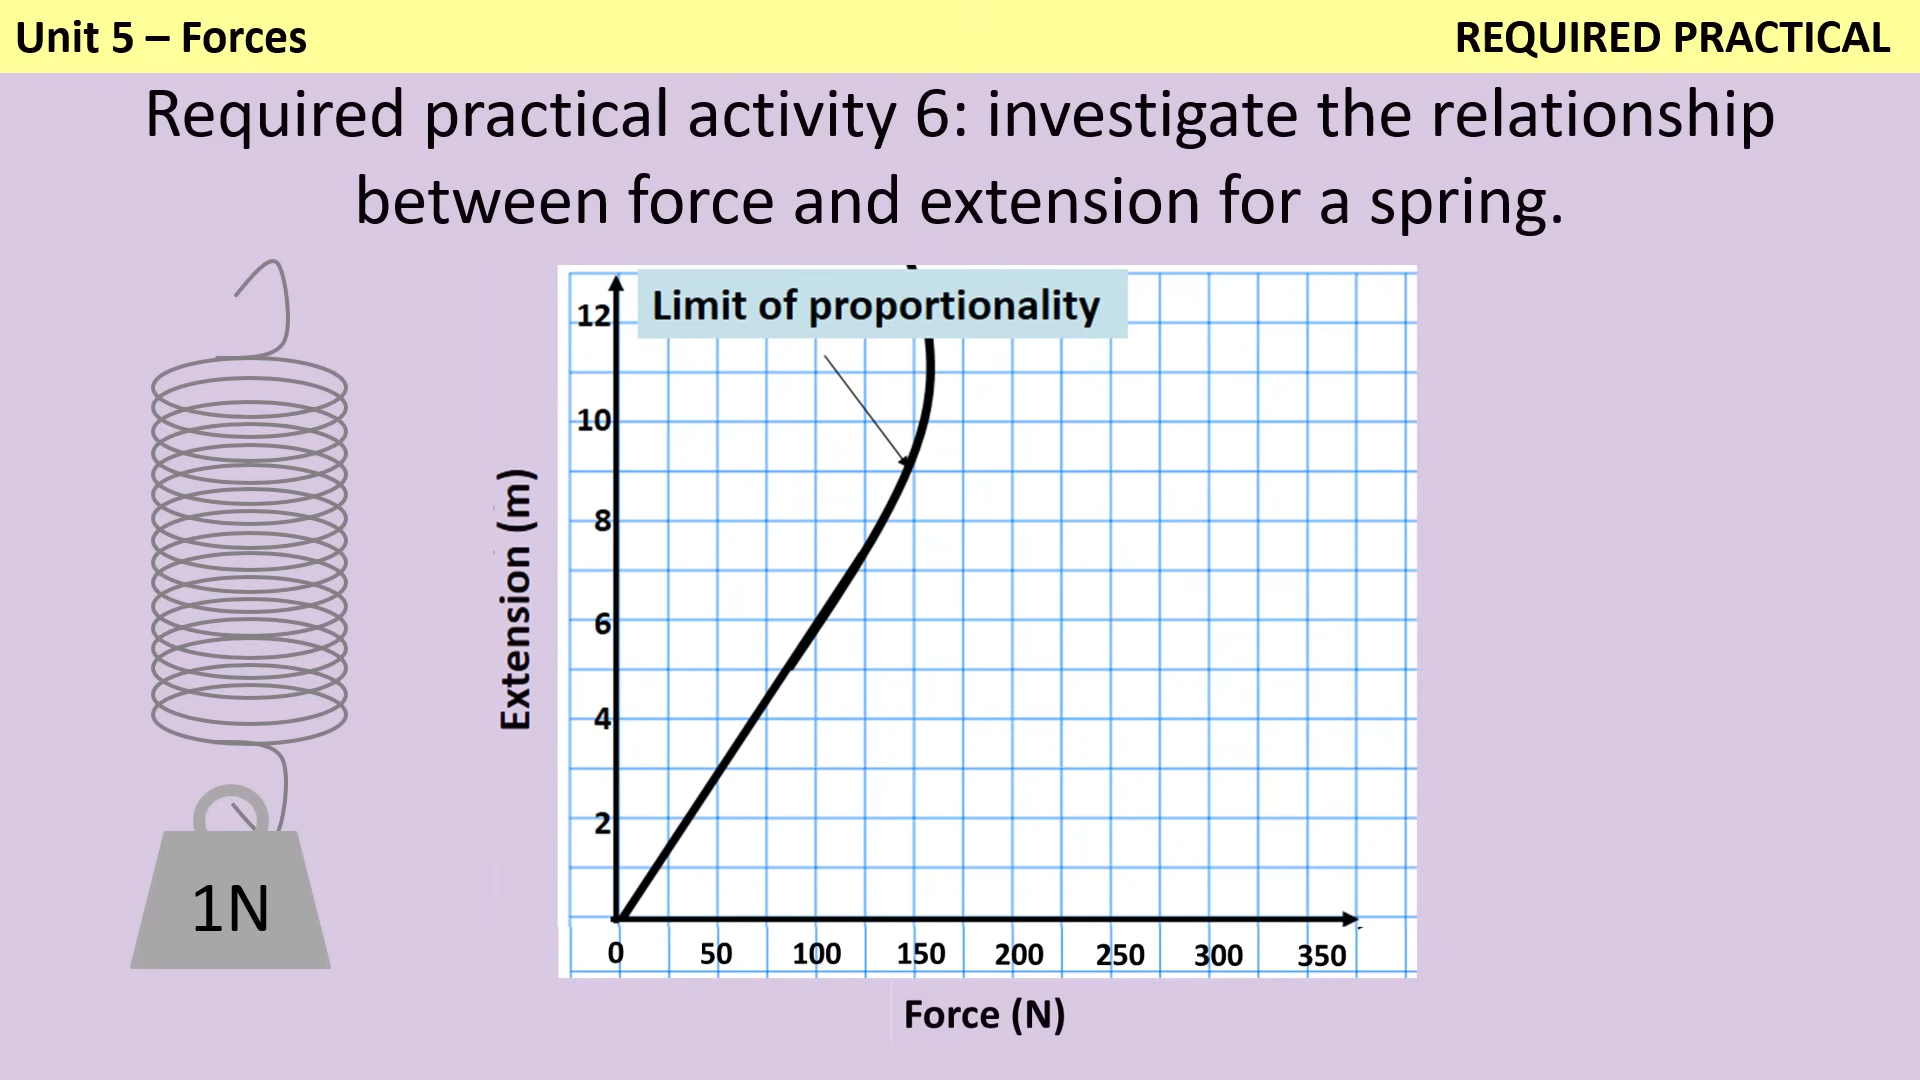 Unit 5 – Forces
REQUIRED PRACTICAL
Required practical activity 6: investigate the relationship
between force and extension for a spring.
Limit of proportionality
12
10
8
6
4
2
Extension (m)
0 50 100 150 200 250 300 350
Force (N)
1N